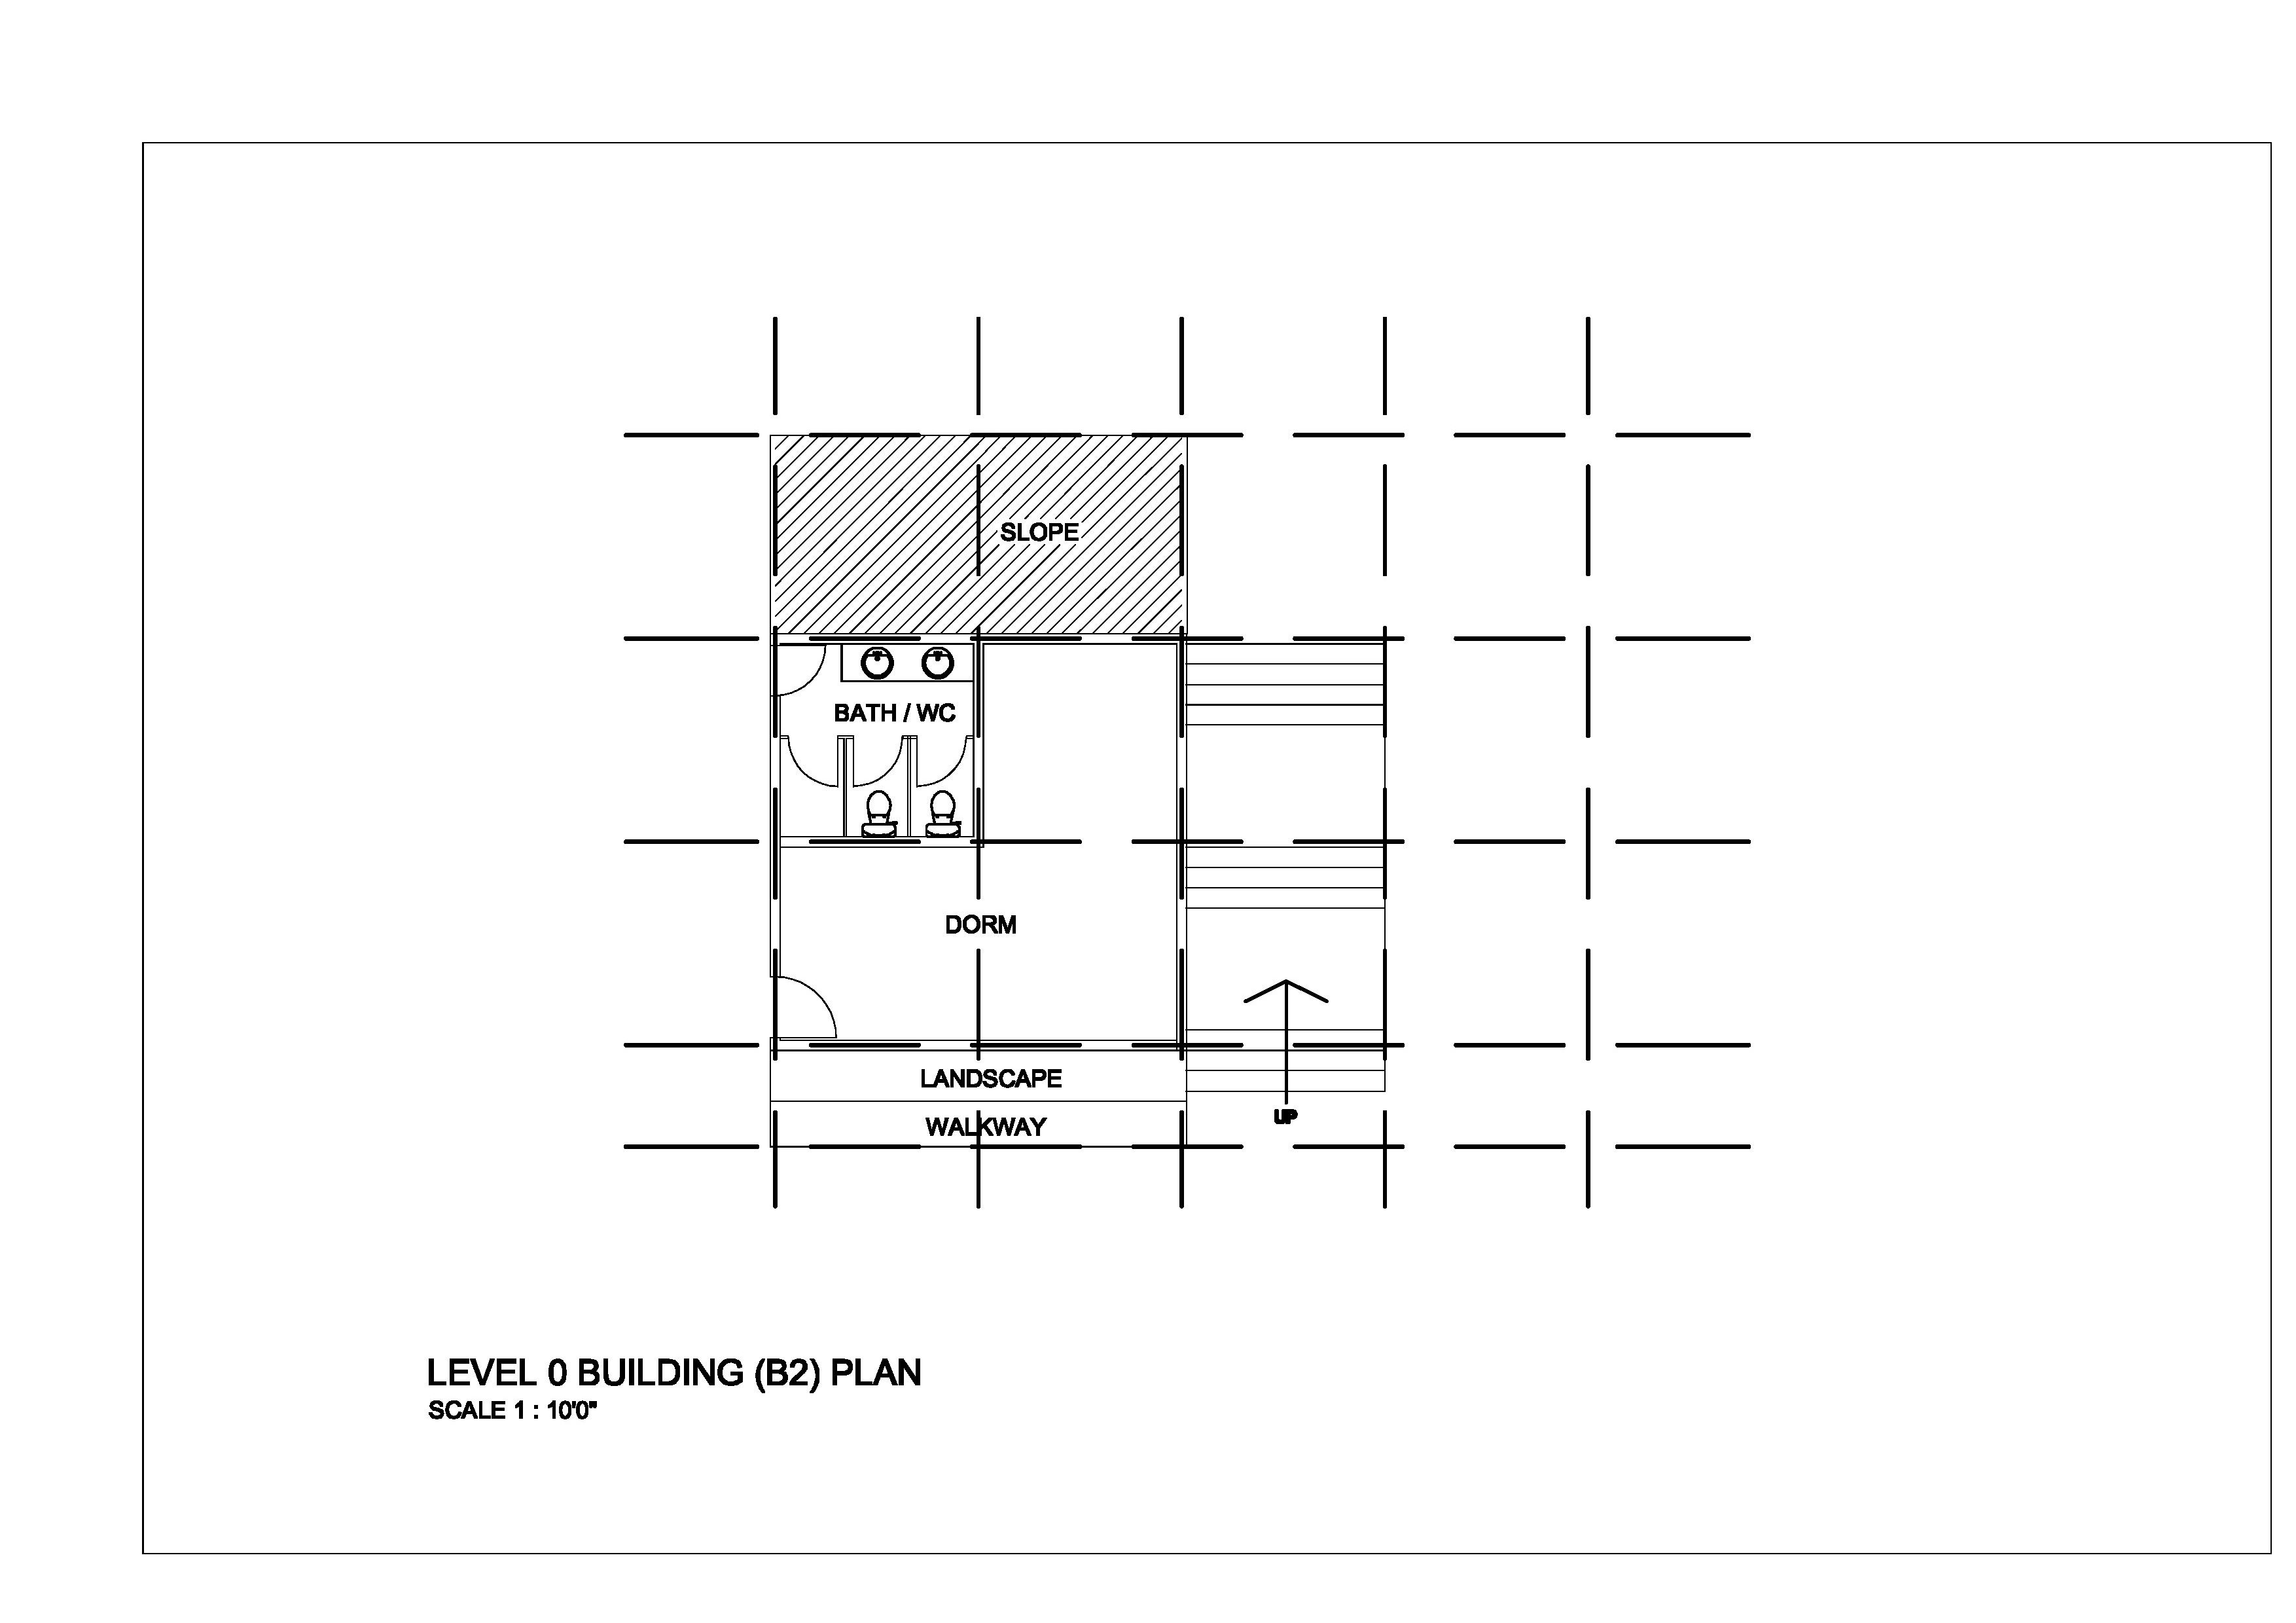 SLOPE
BATH / WC
DORM
LANDSCAPE
WALKWAY
UP
LEVEL 0 BUILDING (B2) PLAN
SCALE 1 : 10'0"